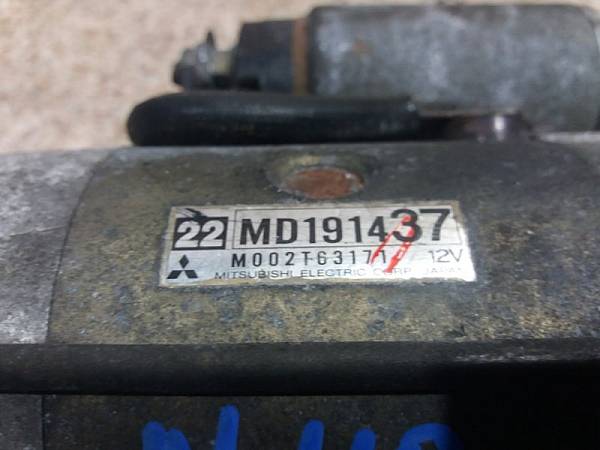 22 MD191437
M002T63171 12V
MITSUBISHI ELECTRIC CORP. JAPAN